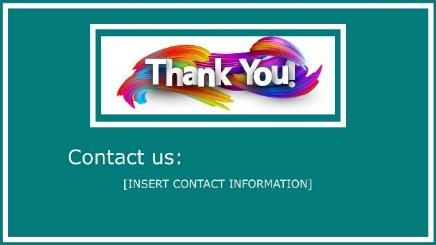 Thank You!
Contact us:
[INSERT CONTACT INFORMATION]